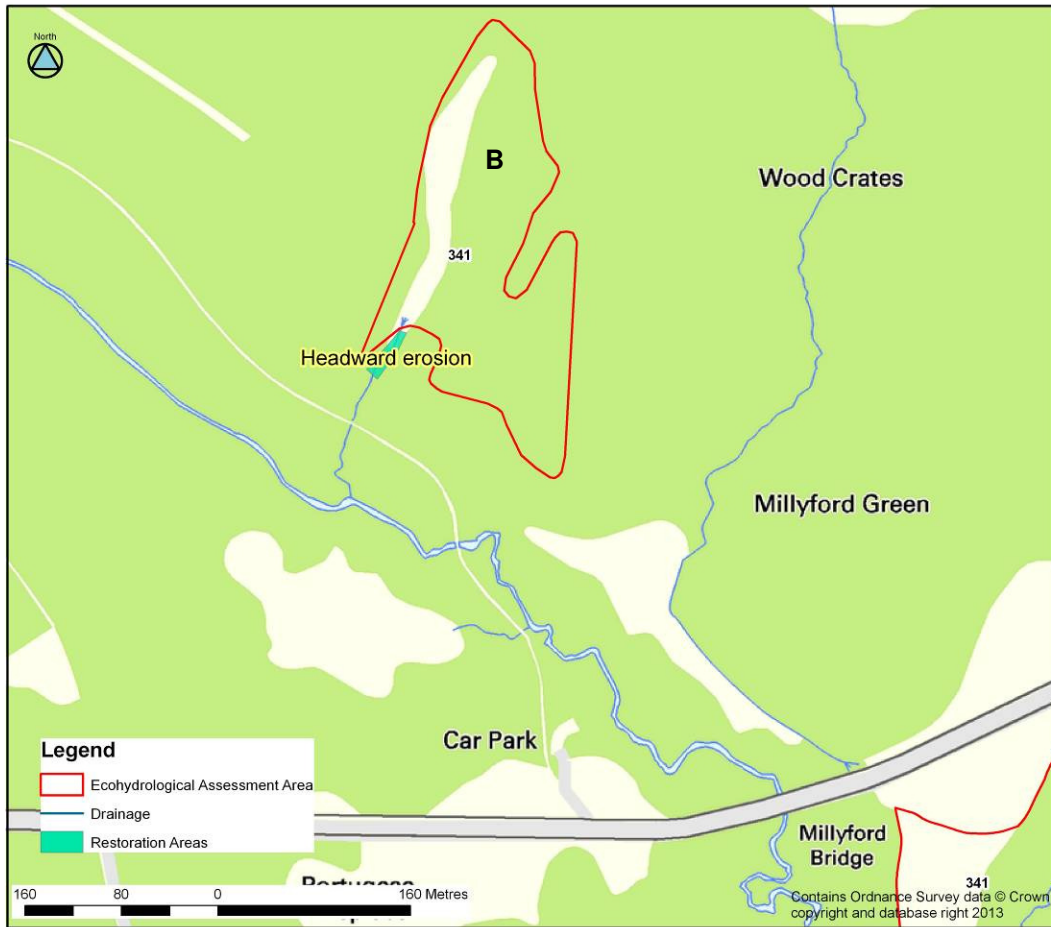 North
B
Wood Crates
341
Headward erosion
Millyford Green
Car Park
Legend
Ecohydrological Assessment Area
Drainage
Restoration Areas
Millyford
Bridge
341
160 80 0 160 Metres
Contains Ordnance Survey data © Crown
copyright and database right 2013